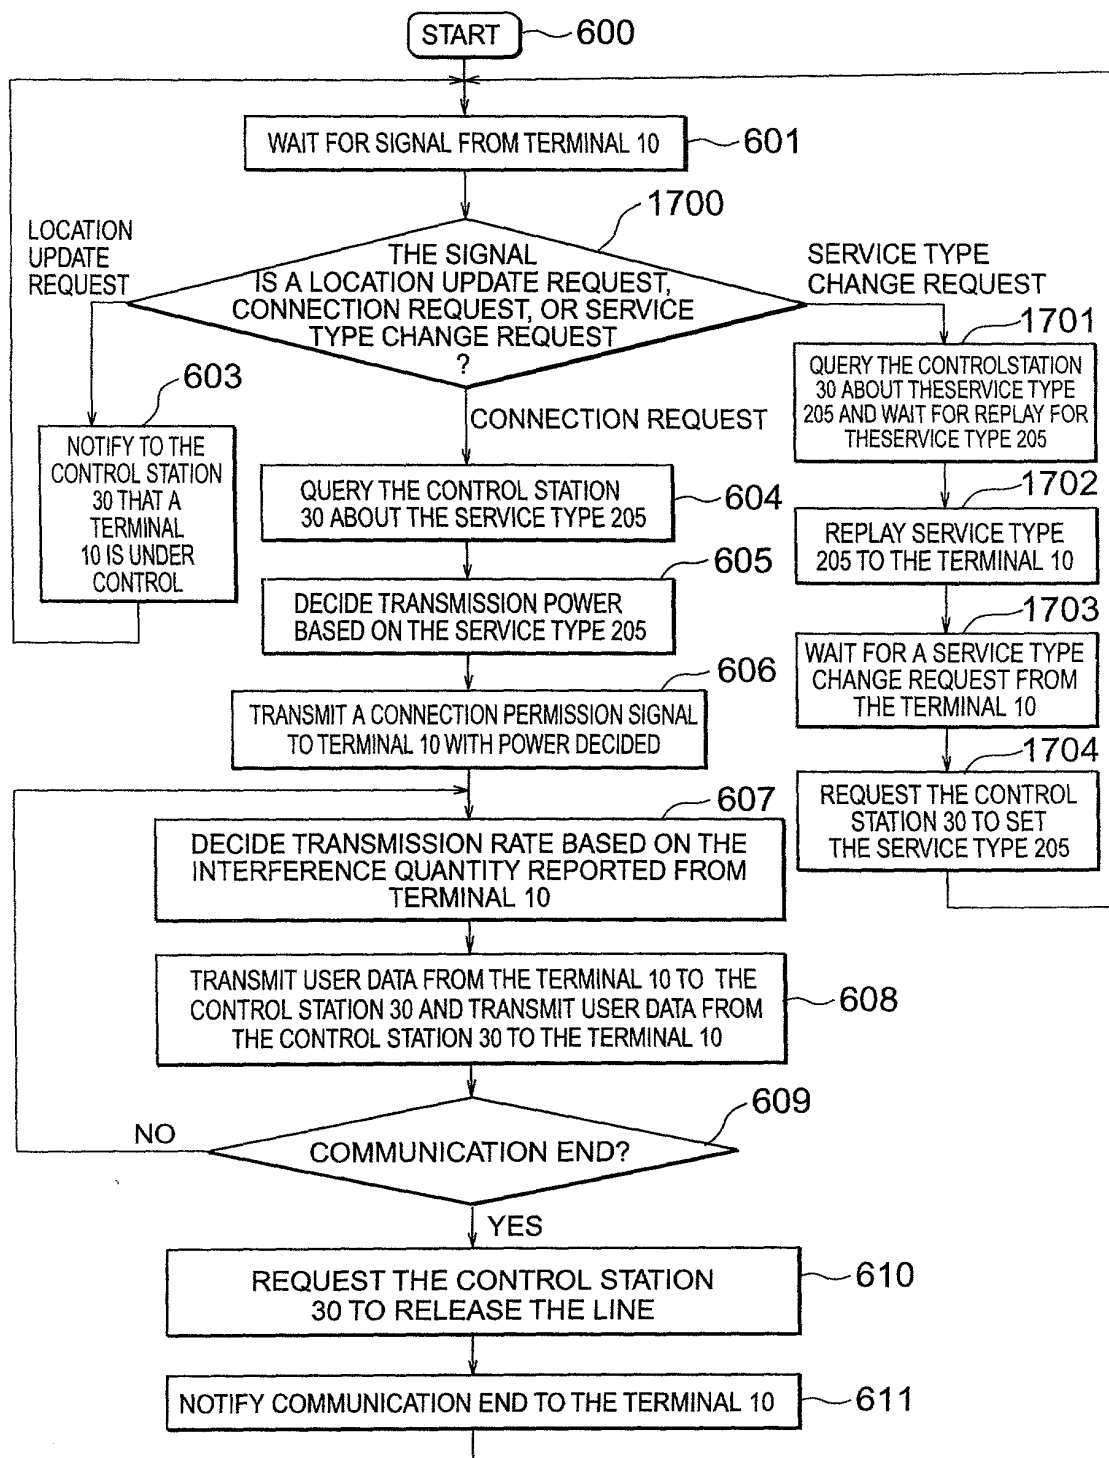 START
600
WAIT FOR SIGNAL FROM TERMINAL 10
601
1700
LOCATION
UPDATE
REQUEST
THE SIGNAL
IS A LOCATION UPDATE REQUEST,
CONNECTION REQUEST, OR SERVICE
TYPE CHANGE REQUEST
?
SERVICE TYPE
CHANGE REQUEST
603
NOTIFY TO THE
CONTROL STATION
30 THAT A
TERMINAL
10 IS UNDER
CONTROL
CONNECTION REQUEST
1701
QUERY THE CONTROLSTATION
30 ABOUT THESERVICE TYPE
205 AND WAIT FOR REPLAY FOR
THESERVICE TYPE 205
QUERY THE CONTROL STATION
30 ABOUT THE SERVICE TYPE 205
604
1702
REPLAY SERVICE TYPE
205 TO THE TERMINAL 10
605
DECIDE TRANSMISSION POWER
BASED ON THE SERVICE TYPE 205
1703
WAIT FOR A SERVICE TYPE
CHANGE REQUEST FROM
THE TERMINAL 10
606
TRANSMIT A CONNECTION PERMISSION SIGNAL
TO TERMINAL 10 WITH POWER DECIDED
1704
REQUEST THE CONTROL
STATION 30 TO SET
THE SERVICE TYPE 205
607
DECIDE TRANSMISSION RATE BASED ON THE
INTERFERENCE QUANTITY REPORTED FROM
TERMINAL 10
TRANSMIT USER DATA FROM THE TERMINAL 10 TO THE
CONTROL STATION 30 AND TRANSMIT USER DATA FROM
THE CONTROL STATION 30 TO THE TERMINAL 10
608
609
NO
COMMUNICATION END?
YES
REQUEST THE CONTROL STATION
30 TO RELEASE THE LINE
610
NOTIFY COMMUNICATION END TO THE TERMINAL 10
611